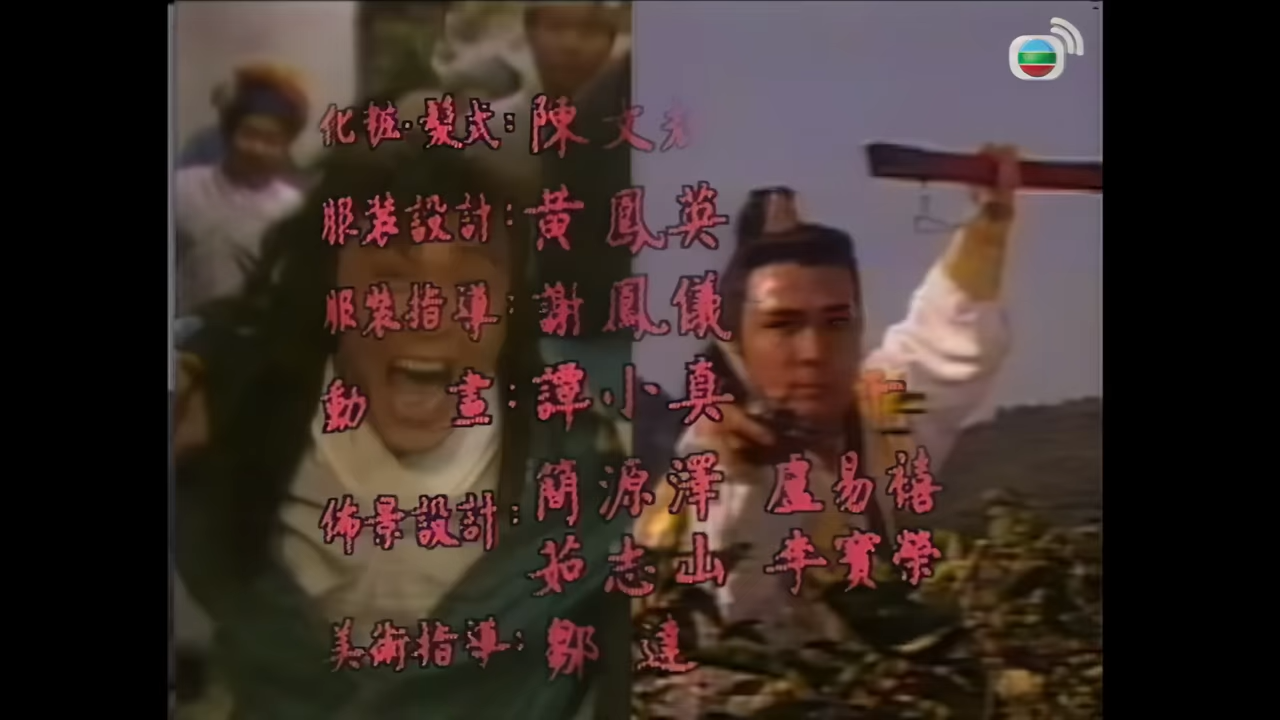 化粧·髮式：陳文
服裝設計：黃鳳英
服裝指導：謝鳳儀
動畫：譚小真
佈景設計：簡源澤 盧易禧
茹志山 李寶榮
美術指導：鄒達